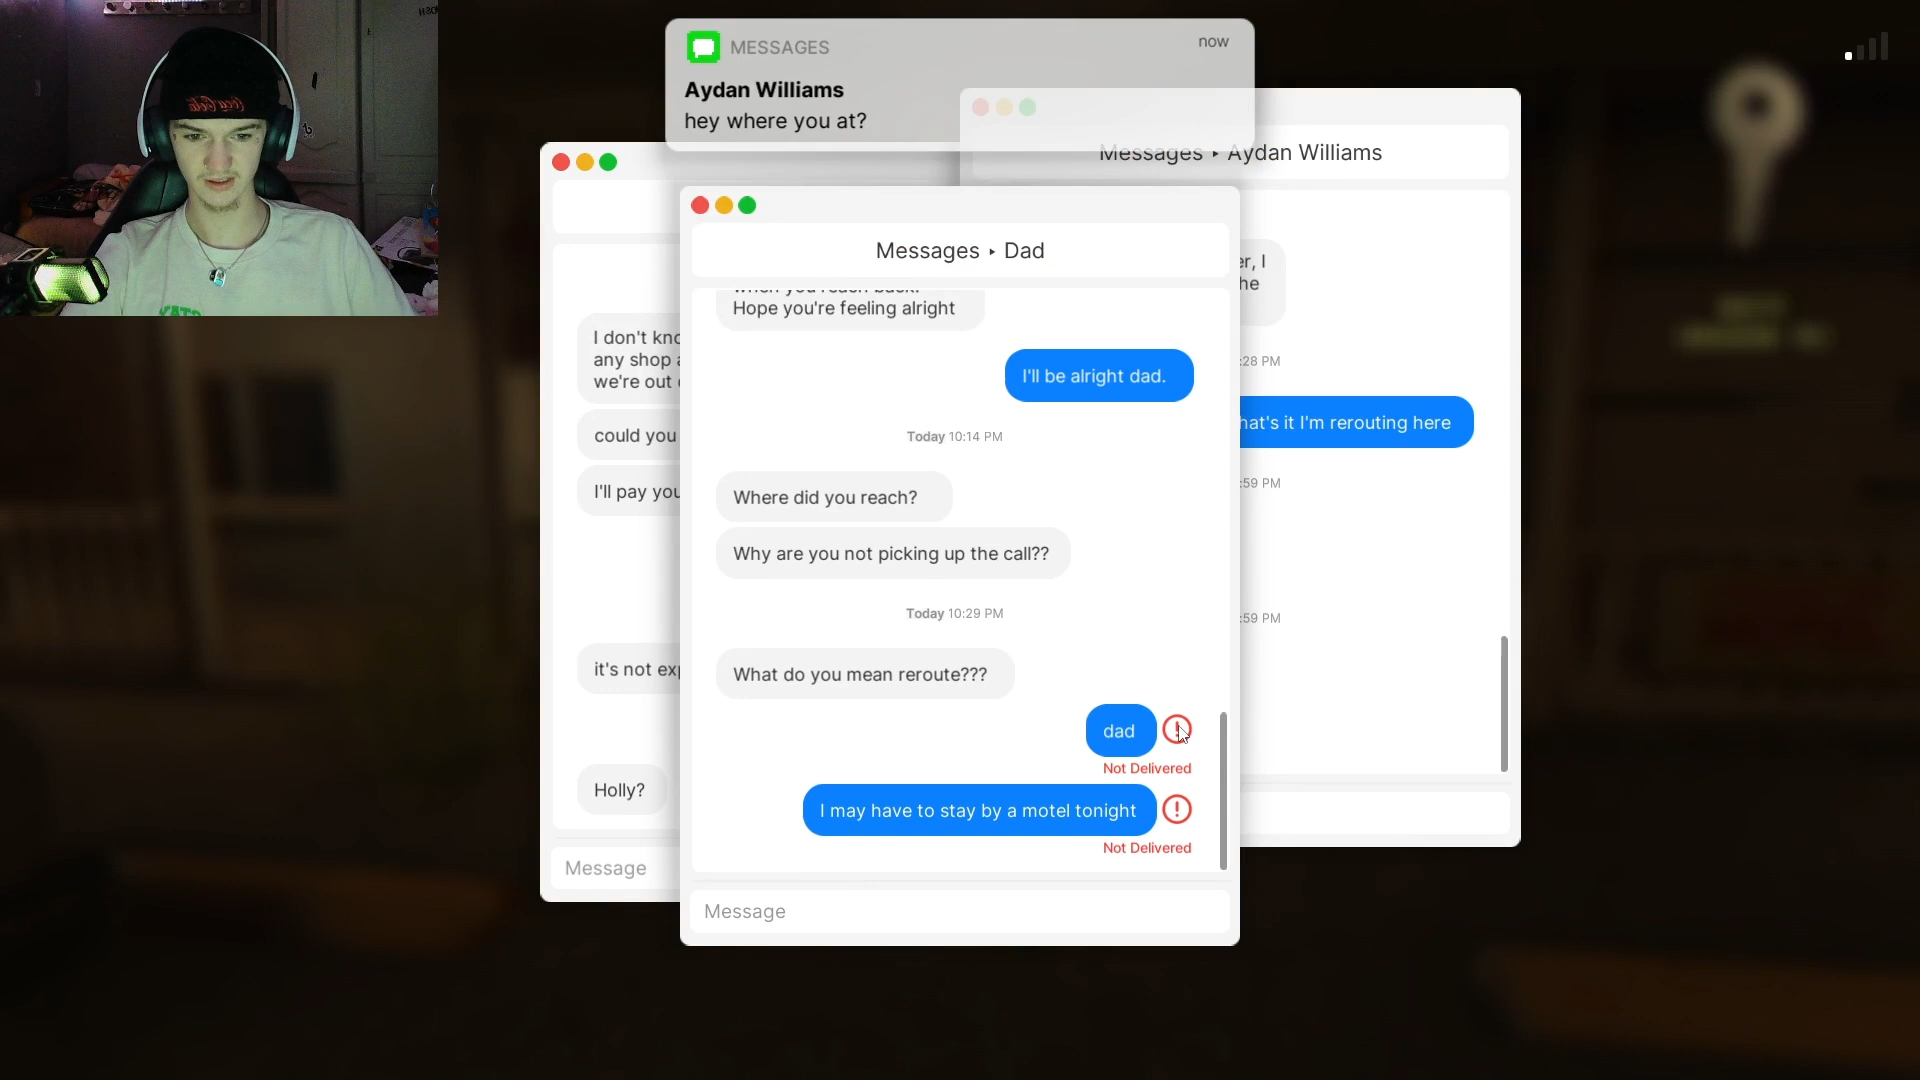 MESSAGES
now
Aydan Williams
hey where you at?
Messages ▸ Aydan Williams
Messages ▸ Dad
Hope you're feeling alright
I'll be alright dad.
Today 10:14 PM
Where did you reach?
Why are you not picking up the call??
Today 10:29 PM
What do you mean reroute???
dad
Not Delivered
I may have to stay by a motel tonight
Not Delivered
Message
I don't kno
any shop a
we're out
could you
I'll pay you
it's not exp
Holly?
Message
er, I
he
:28 PM
hat's it I'm rerouting here
:59 PM
:59 PM
Coca-Cola